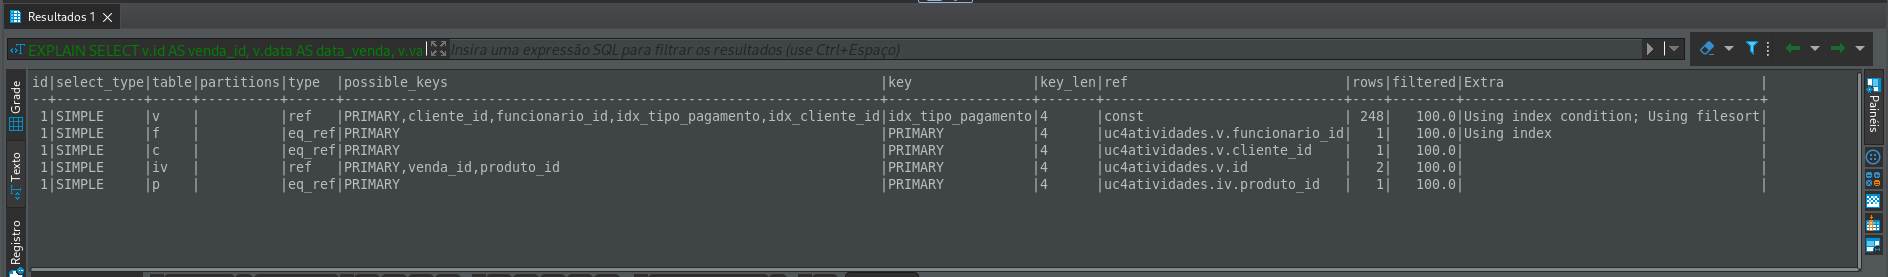 Resultados 1
EXPLAIN SELECT v.id AS venda_id, v.data AS data_venda, v.va Insira uma expressão SQL para filtrar os resultados (use Ctrl+Espaço)
Grade
Texto
Registro
id|select_type|table|partitions|type  |possible_keys                                                    |key               |key_len|ref                          |rows|filtered|Extra                               |
--+-----------+-----+----------+------+-----------------------------------------------------------------+------------------+-------+-----------------------------+----+--------+------------------------------------+
 1|SIMPLE     |v    |          |ref   |PRIMARY,cliente_id,funcionario_id,idx_tipo_pagamento,idx_cliente_id|idx_tipo_pagamento|4      |const                        | 248|   100.0|Using index condition; Using filesort|
 1|SIMPLE     |f    |          |eq_ref|PRIMARY                                                          |PRIMARY           |4      |uc4atividades.v.funcionario_id|   1|   100.0|Using index                         |
 1|SIMPLE     |c    |          |eq_ref|PRIMARY                                                          |PRIMARY           |4      |uc4atividades.v.cliente_id   |   1|   100.0|                                    |
 1|SIMPLE     |iv   |          |ref   |PRIMARY,venda_id,produto_id                                      |PRIMARY           |4      |uc4atividades.v.id           |   2|   100.0|                                    |
 1|SIMPLE     |p    |          |eq_ref|PRIMARY                                                          |PRIMARY           |4      |uc4atividades.iv.produto_id  |   1|   100.0|                                    |
Painéis